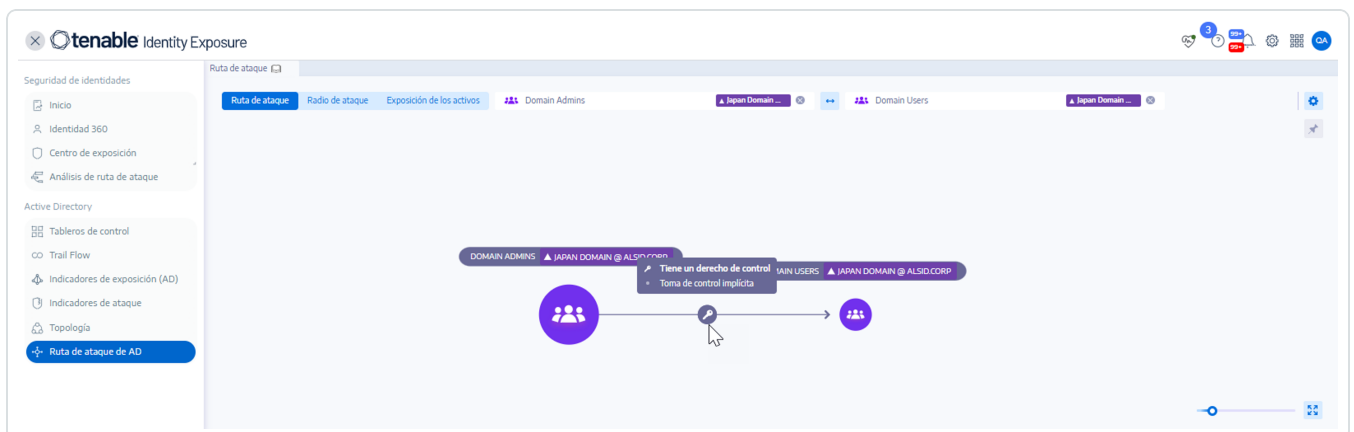 tenable Identity Exposure
3
99+
99+
QA
Seguridad de identidades
Inicio
Identidad 360
Centro de exposición
Análisis de ruta de ataque
Active Directory
Tableros de control
Trail Flow
Indicadores de exposición (AD)
Indicadores de ataque
Topología
Ruta de ataque de AD
Ruta de ataque
Ruta de ataque Radio de ataque Exposición de los activos Domain Admins Japan Domain ... Domain Users Japan Domain ...
DOMAIN ADMINS JAPAN DOMAIN @ ALSID.CORP
Tiene un derecho de control
Toma de control implícita
MAIN USERS JAPAN DOMAIN @ ALSID.CORP